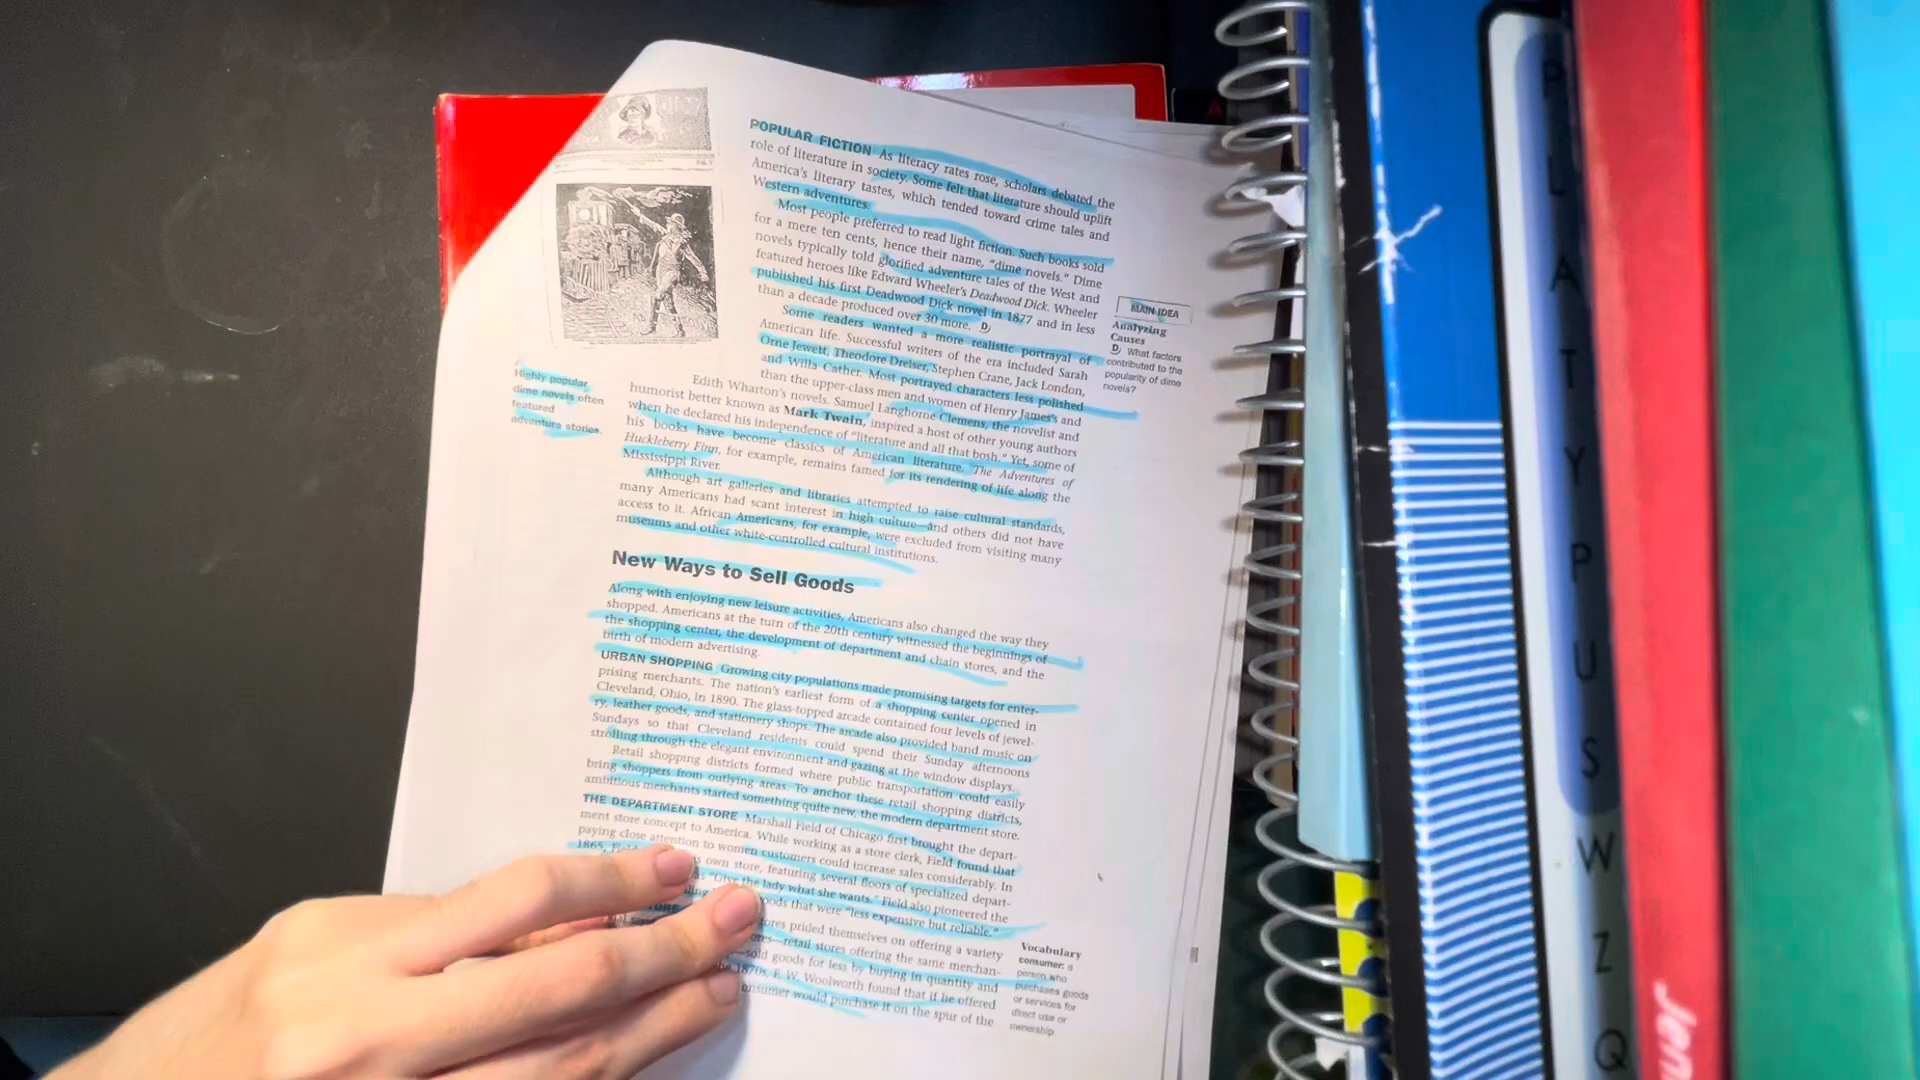 POPULAR FICTION As literacy rates rose, scholars debated the
role of literature in society. Some felt that literature should uplift
America's literary tastes, which tended toward crime tales and
Western adventures.
Most people preferred to read light fiction. Such books sold
for a mere ten cents, hence their name, "dime novels." Dime
novels typically told glorified adventure tales of the West and
featured heroes like Edward Wheeler's Deadwood Dick. Wheeler
published his first Deadwood Dick novel in 1877 and in less
than a decade produced over 30 more. D
Some readers wanted a more realistic portrayal of
American life. Successful writers of the era included Sarah
Orne Jewett, Theodore Dreiser, Stephen Crane, Jack London,
and Willa Cather. Most portrayed characters less polished
than the upper-class men and women of Henry James's and
Edith Wharton's novels. Samuel Langhorne Clemens, the novelist and
humorist better known as Mark Twain, inspired a host of other young authors
when he declared his independence of "literature and all that bosh." Yet, some of
his books have become classics of American literature. The Adventures of
Huckleberry Finn, for example, remains famed for its rendering of life along the
Mississippi River.
Although art galleries and libraries attempted to raise cultural standards,
many Americans had scant interest in high culture—and others did not have
access to it. African Americans, for example, were excluded from visiting many
museums and other white-controlled cultural institutions.
MAIN IDEA
Analyzing
Causes
D What factors
contributed to the
popularity of dime
novels?
Highly popular
dime novels often
featured
adventure stories.
New Ways to Sell Goods
Along with enjoying new leisure activities, Americans also changed the way they
shopped. Americans at the turn of the 20th century witnessed the beginnings of
the shopping center, the development of department and chain stores, and the
birth of modern advertising.
URBAN SHOPPING Growing city populations made promising targets for enter-
prising merchants. The nation's earliest form of a shopping center opened in
Cleveland, Ohio, in 1890. The glass-topped arcade contained four levels of jewel-
ry, leather goods, and stationery shops. The arcade also provided band music on
Sundays so that Cleveland residents could spend their Sunday afternoons
strolling through the elegant environment and gazing at the window displays.
Retail shopping districts formed where public transportation could easily
bring shoppers from outlying areas. To anchor these retail shopping districts,
ambitious merchants started something quite new, the modern department store.
THE DEPARTMENT STORE Marshall Field of Chicago first brought the depart-
ment store concept to America. While working as a store clerk, Field found that
paying close attention to women customers could increase sales considerably. In
1865, Field own store, featuring several floors of specialized depart-
as "Give the lady what she wants." Field also pioneered the
goods that were "less expensive but reliable."
prided themselves on offering a variety
retail stores offering the same merchan-
—sold goods for less by buying in quantity and
1870s, F. W. Woolworth found that if he offered
would purchase it on the spur of the
Vocabulary
consumer: a
person who
purchases goods
or services for
direct use or
ownership
PLATYPUS
W
Z
Q
Jen